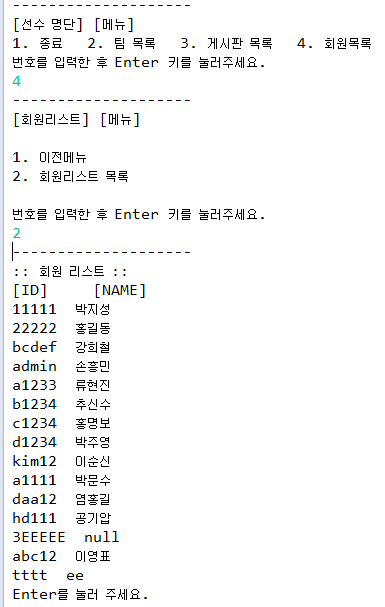 --------------------
[선수 명단] [메뉴]
1. 종료   2. 팀 목록   3. 게시판 목록   4. 회원목록
번호를 입력한 후 Enter 키를 눌러주세요.
4
--------------------
[회원리스트] [메뉴]

1. 이전메뉴
2. 회원리스트 목록

번호를 입력한 후 Enter 키를 눌러주세요.
2
--------------------
:: 회원 리스트 ::
[ID]     [NAME]
11111  박지성
22222  홍길동
bcdef  강희철
admin  손흥민
a1233  류현진
b1234  추신수
c1234  홍명보
d1234  박주영
kim12  이순신
a1111  박문수
daa12  염홍길
hd111  공기압
3EEEEE  null
abc12  이영표
tttt  ee
Enter를 눌러 주세요.